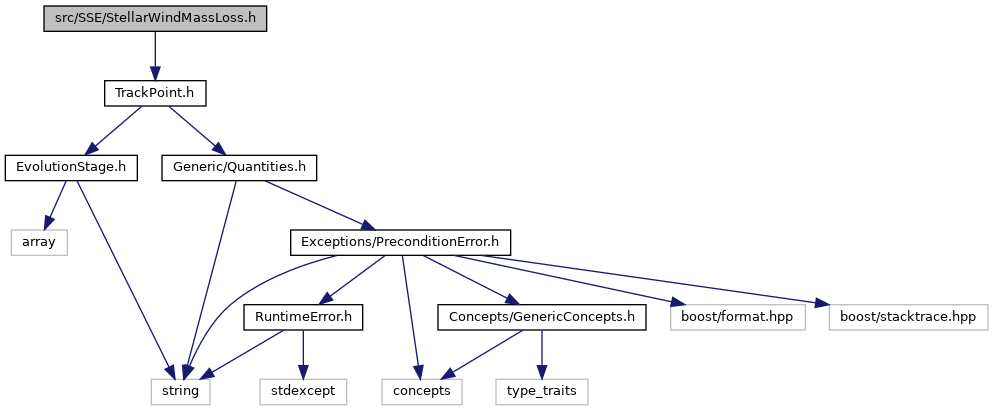 src/SSE/StellarWindMassLoss.h
TrackPoint.h
EvolutionStage.h
Generic/Quantities.h
array
Exceptions/PreconditionError.h
RuntimeError.h
Concepts/GenericConcepts.h
boost/format.hpp
boost/stacktrace.hpp
string
stdexcept
concepts
type_traits